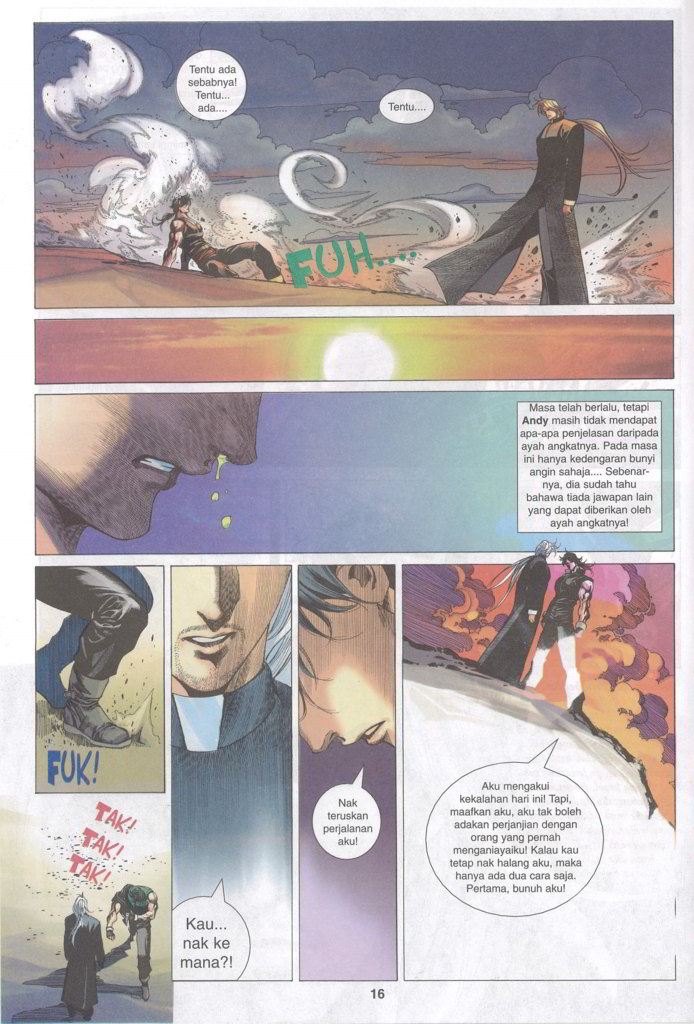 Tentu ada
sebabnya!
Tentu...
ada....
Tentu....
FUH....
Masa telah berlalu, tetapi
Andy masih tidak mendapat
apa-apa penjelasan daripada
ayah angkatnya. Pada masa
ini hanya kedengaran bunyi
angin sahaja.... Sebenar-
nya, dia sudah tahu
bahawa tiada jawapan lain
yang dapat diberikan oleh
ayah angkatnya!
FUK!
TAK!
TAK!
TAK!
Kau...
nak ke
mana?!
Nak
teruskan
perjalanan
aku!
Aku mengakui
kekalahan hari ini! Tapi,
maafkan aku, aku tak boleh
adakan perjanjian dengan
orang yang pernah
menganiayaiku! Kalau kau
tetap nak halang aku, maka
hanya ada dua cara saja.
Pertama, bunuh aku!
16